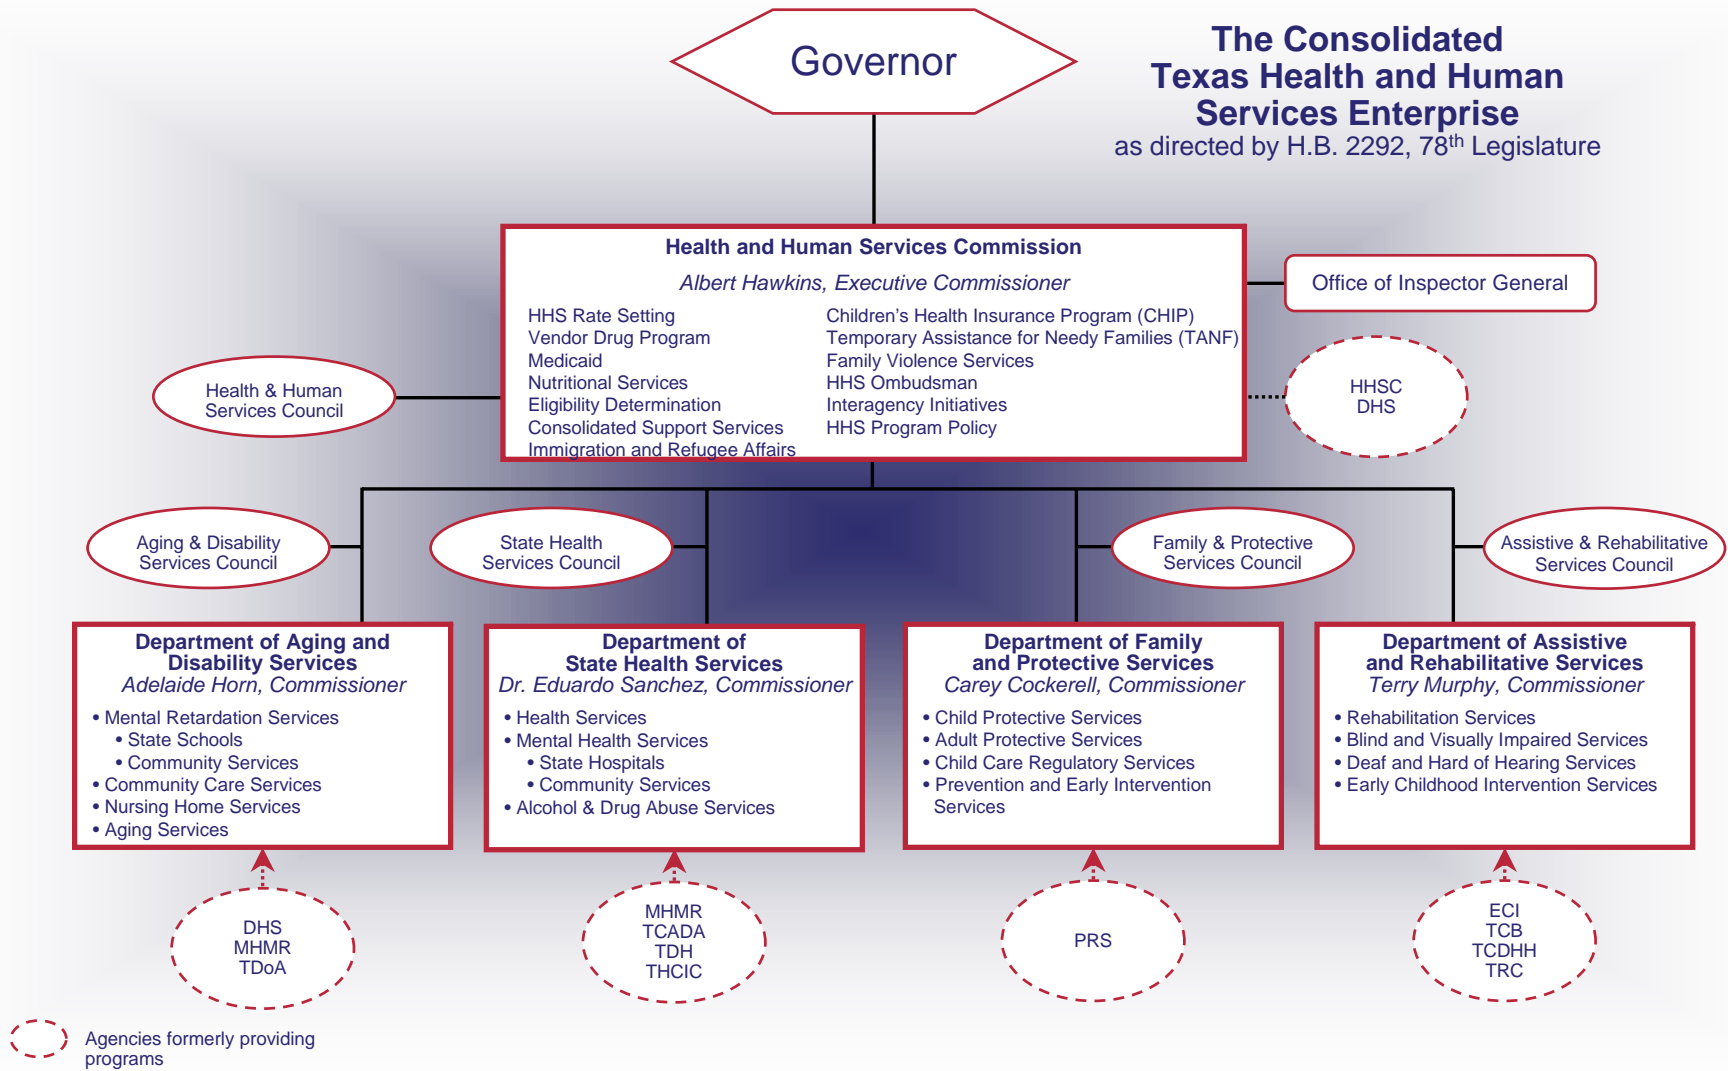 Governor
The Consolidated
Texas Health and Human
Services Enterprise
as directed by H.B. 2292, 78th Legislature
Health and Human Services Commission
Albert Hawkins, Executive Commissioner
HHS Rate Setting
Vendor Drug Program
Medicaid
Nutritional Services
Eligibility Determination
Consolidated Support Services
Immigration and Refugee Affairs
Children’s Health Insurance Program (CHIP)
Temporary Assistance for Needy Families (TANF)
Family Violence Services
HHS Ombudsman
Interagency Initiatives
HHS Program Policy
Office of Inspector General
Health & Human
Services Council
HHSC
DHS
Aging & Disability
Services Council
State Health
Services Council
Family & Protective
Services Council
Assistive & Rehabilitative
Services Council
Department of Aging and
Disability Services
Adelaide Horn, Commissioner
• Mental Retardation Services
• State Schools
• Community Services
• Community Care Services
• Nursing Home Services
• Aging Services
Department of
State Health Services
Dr. Eduardo Sanchez, Commissioner
• Health Services
• Mental Health Services
• State Hospitals
• Community Services
• Alcohol & Drug Abuse Services
Department of Family
and Protective Services
Carey Cockerell, Commissioner
• Child Protective Services
• Adult Protective Services
• Child Care Regulatory Services
• Prevention and Early Intervention
Services
Department of Assistive
and Rehabilitative Services
Terry Murphy, Commissioner
• Rehabilitation Services
• Blind and Visually Impaired Services
• Deaf and Hard of Hearing Services
• Early Childhood Intervention Services
DHS
MHMR
TDoA
MHMR
TCADA
TDH
THCIC
PRS
ECI
TCB
TCDHH
TRC
Agencies formerly providing
programs